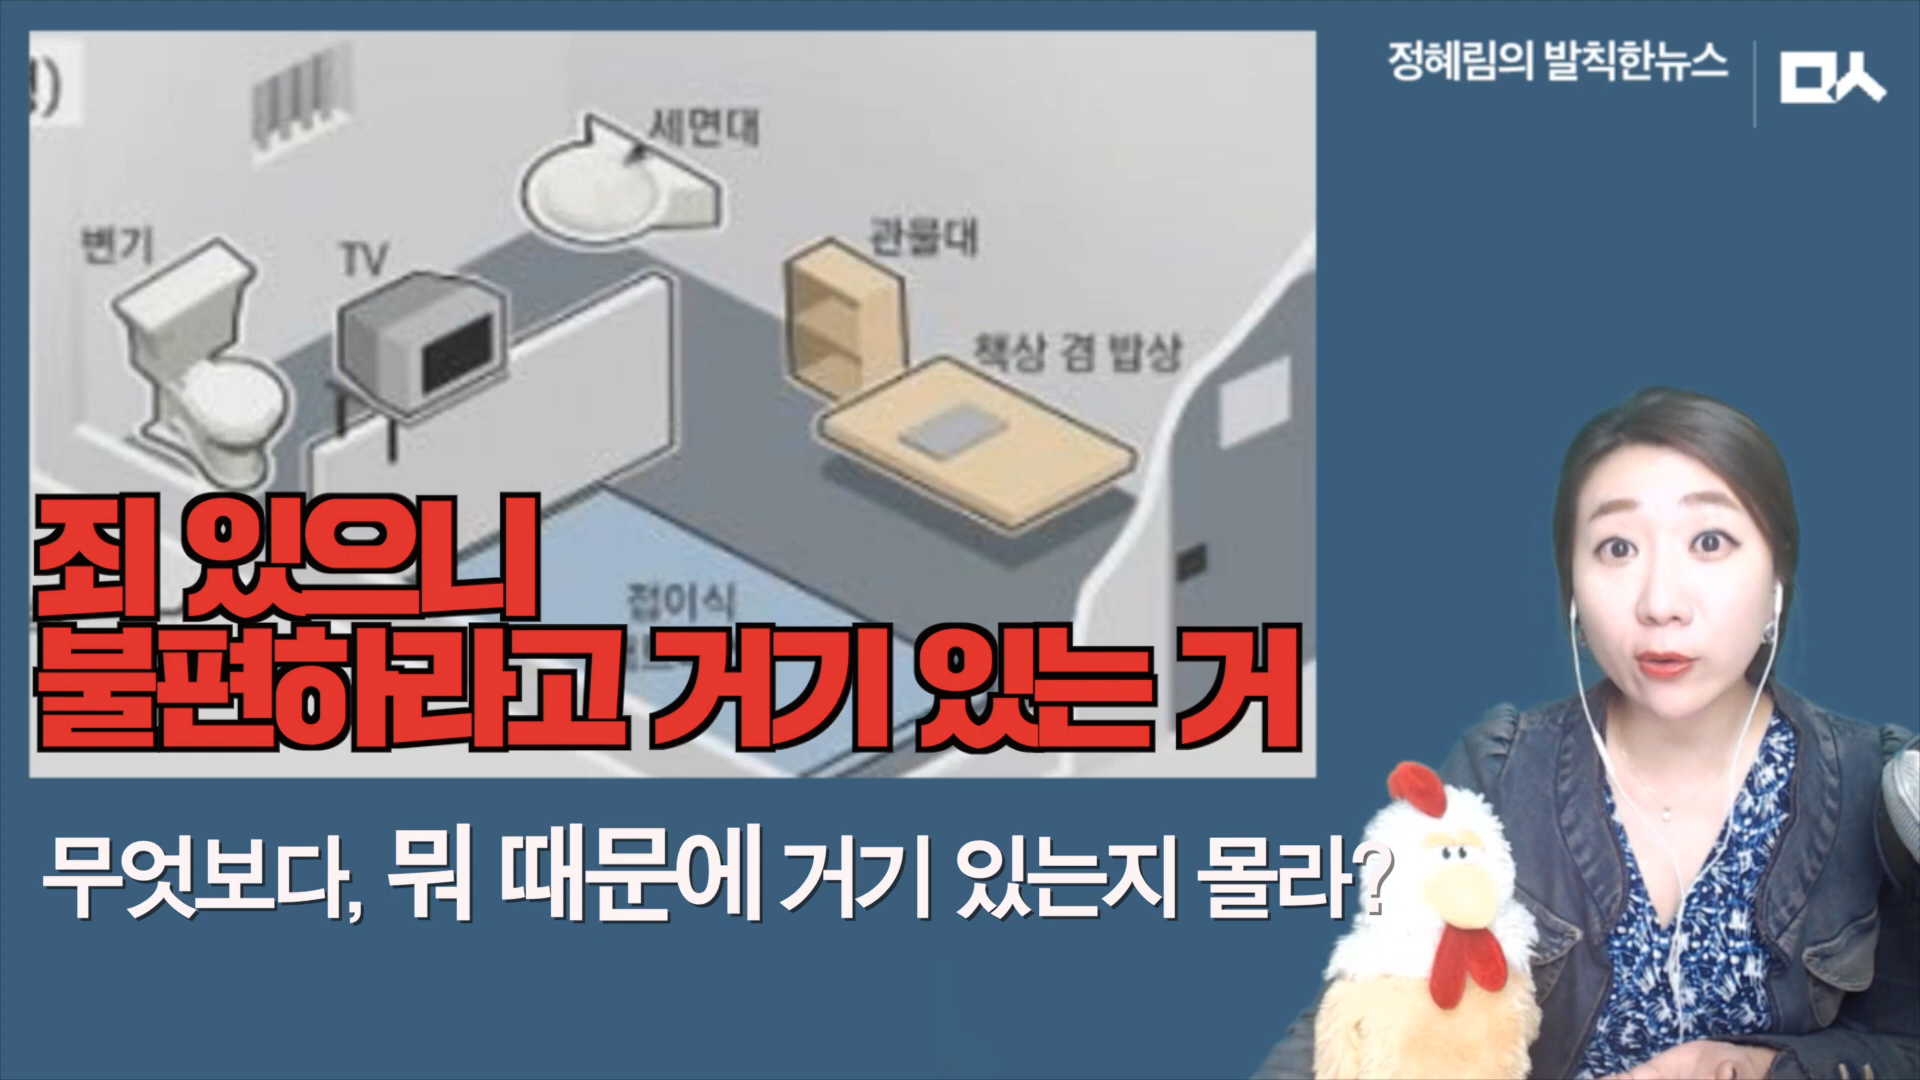 정혜림의 발칙한뉴스
세면대
변기
TV
관물대
책상 겸 밥상
접이식
죄 있으니
불편하라고 거기 있는 거
무엇보다, 뭐 때문에 거기 있는지 몰라?